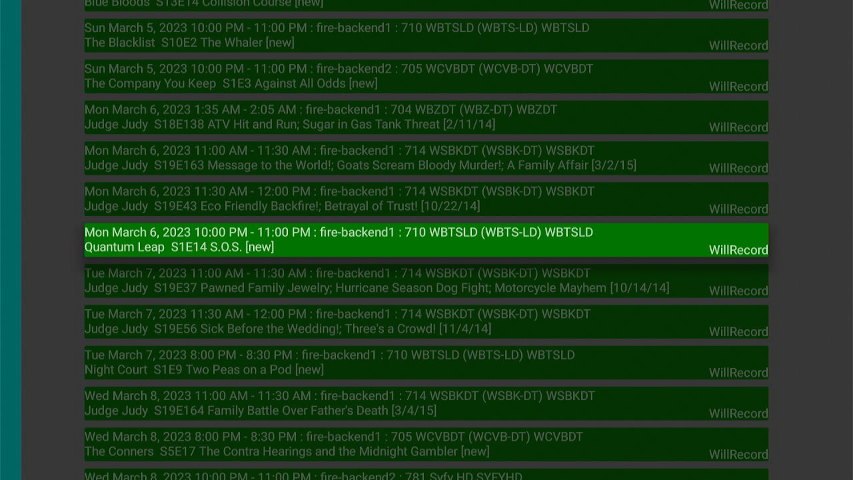 Blue Bloods S13E14 Collision Course [new]
WillRecord
Sun March 5, 2023 10:00 PM - 11:00 PM : fire-backend1 : 710 WBTSLD (WBTS-LD) WBTSLD
The Blacklist S10E2 The Whaler [new]
WillRecord
Sun March 5, 2023 10:00 PM - 11:00 PM : fire-backend2 : 705 WCVBDT (WCVB-DT) WCVBDT
The Company You Keep S1E3 Against All Odds [new]
WillRecord
Mon March 6, 2023 1:35 AM - 2:05 AM : fire-backend1 : 704 WBZDT (WBZ-DT) WBZDT
Judge Judy S18E138 ATV Hit and Run; Sugar in Gas Tank Threat [2/11/14]
WillRecord
Mon March 6, 2023 11:00 AM - 11:30 AM : fire-backend1 : 714 WSBKDT (WSBK-DT) WSBKDT
Judge Judy S19E163 Message to the World!; Goats Scream Bloody Murder!; A Family Affair [3/2/15]
WillRecord
Mon March 6, 2023 11:30 AM - 12:00 PM : fire-backend1 : 714 WSBKDT (WSBK-DT) WSBKDT
Judge Judy S19E43 Eco Friendly Backfire!; Betrayal of Trust! [10/22/14]
WillRecord
Mon March 6, 2023 10:00 PM - 11:00 PM : fire-backend1 : 710 WBTSLD (WBTS-LD) WBTSLD
Quantum Leap S1E14 S.O.S. [new]
WillRecord
Tue March 7, 2023 11:00 AM - 11:30 AM : fire-backend1 : 714 WSBKDT (WSBK-DT) WSBKDT
Judge Judy S19E37 Pawned Family Jewelry; Hurricane Season Dog Fight; Motorcycle Mayhem [10/14/14]
WillRecord
Tue March 7, 2023 11:30 AM - 12:00 PM : fire-backend1 : 714 WSBKDT (WSBK-DT) WSBKDT
Judge Judy S19E56 Sick Before the Wedding!; Three's a Crowd! [11/4/14]
WillRecord
Tue March 7, 2023 8:00 PM - 8:30 PM : fire-backend1 : 710 WBTSLD (WBTS-LD) WBTSLD
Night Court S1E9 Two Peas on a Pod [new]
WillRecord
Wed March 8, 2023 11:00 AM - 11:30 AM : fire-backend1 : 714 WSBKDT (WSBK-DT) WSBKDT
Judge Judy S19E164 Family Battle Over Father's Death [3/4/15]
WillRecord
Wed March 8, 2023 8:00 PM - 8:30 PM : fire-backend1 : 705 WCVBDT (WCVB-DT) WCVBDT
The Conners S5E17 The Contra Hearings and the Midnight Gambler [new]
WillRecord
Wed March 8, 2023 10:00 PM - 11:00 PM : fire-backend2 : 781 Syfy HD SYFYHD